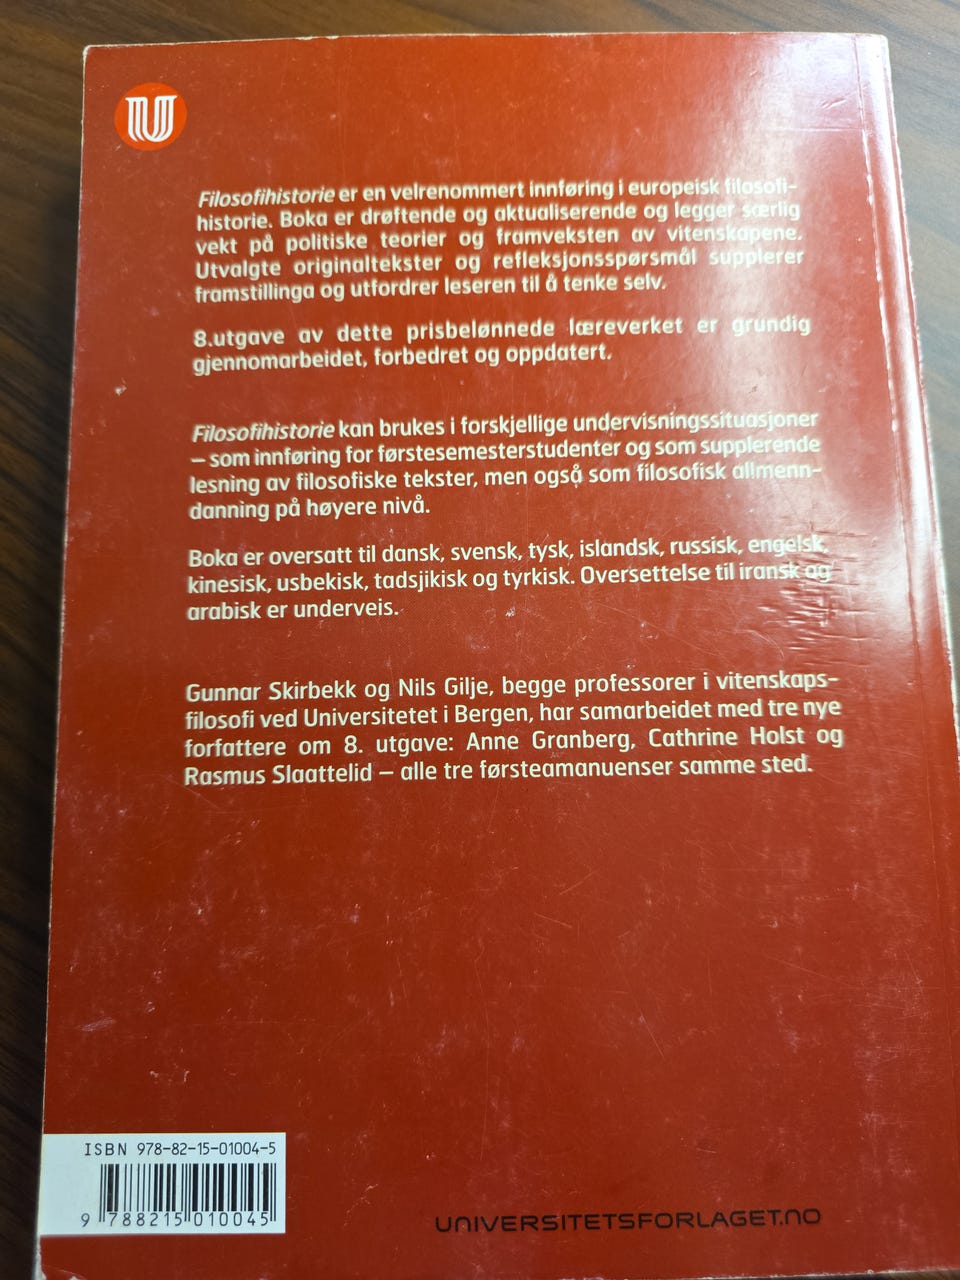 U
Filosofihistorie er en velrenommert innføring i europeisk filosofi-
historie. Boka er drøftende og aktualiserende og legger særlig
vekt på politiske teorier og framveksten av vitenskapene.
Utvalgte originaltekster og refleksjonsspørsmål supplerer
framstillinga og utfordrer leseren til å tenke selv.
8.utgave av dette prisbelønnede læreverket er grundig
gjennomarbeidet, forbedret og oppdatert.
Filosofihistorie kan brukes i forskjellige undervisningssituasjoner
– som innføring for førstesemesterstudenter og som supplerende
lesning av filosofiske tekster, men også som filosofisk allmenn-
danning på høyere nivå.
Boka er oversatt til dansk, svensk, tysk, islandsk, russisk, engelsk,
kinesisk, usbekisk, tadsjikisk og tyrkisk. Oversettelse til iransk og
arabisk er underveis.
Gunnar Skirbekk og Nils Gilje, begge professorer i vitenskaps-
filosofi ved Universitetet i Bergen, har samarbeidet med tre nye
forfattere om 8. utgave: Anne Granberg, Cathrine Holst og
Rasmus Slaattelid – alle tre førsteamanuenser samme sted.
ISBN 978-82-15-01004-5
9 788215 010045
UNIVERSITETSFORLAGET.NO